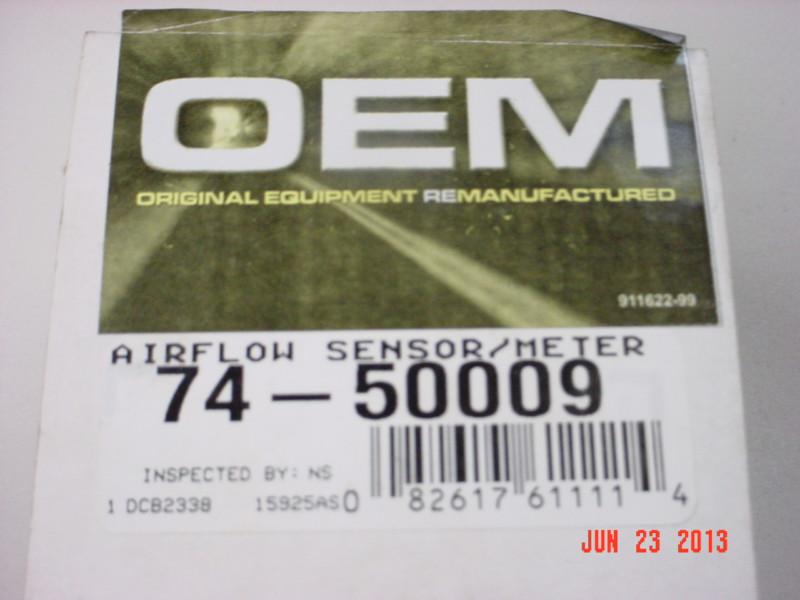 OEM
ORIGINAL EQUIPMENT REMANUFACTURED
911622-99
AIRFLOW SENSOR/METER
74-50009
INSPECTED BY: NS
1 DCB2338 15925AS
0 82617 61111 4
JUN 23 2013